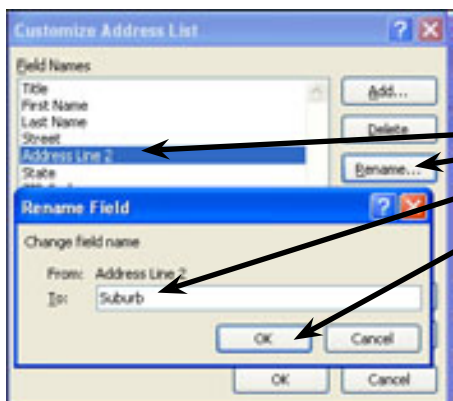 Customize Address List
Field Names
Title
First Name
Last Name
Street
Address Line 2
State
Add...
Delete
Rename...
Rename Field
Change field name
From: Address Line 2
To: Suburb
OK Cancel
OK Cancel